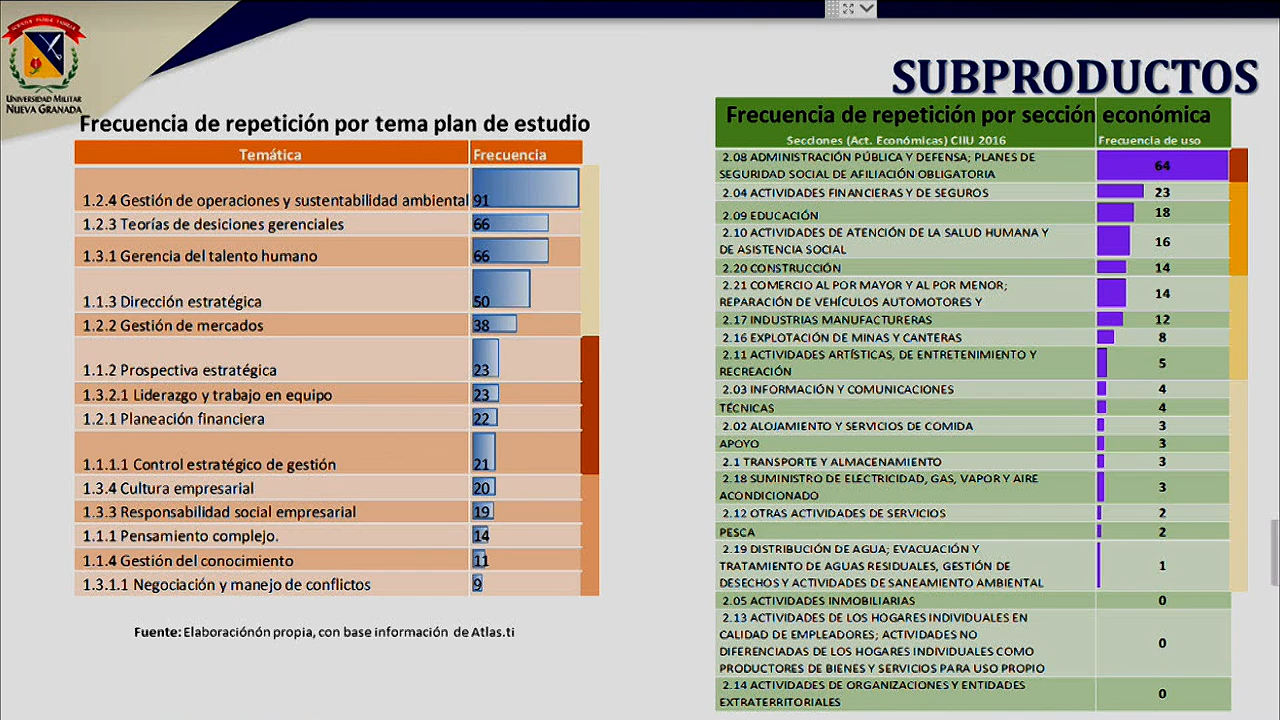 UNIVERSIDAD MILITAR
NUEVA GRANADA
SUBPRODUCTOS
Frecuencia de repetición por tema plan de estudio
Temática Frecuencia
1.2.4 Gestión de operaciones y sustentabilidad ambiental 91
1.2.3 Teorías de desiciones gerenciales 66
1.3.1 Gerencia del talento humano 66
1.1.3 Dirección estratégica 50
1.2.2 Gestión de mercados 38
1.1.2 Prospectiva estratégica 23
1.3.2.1 Liderazgo y trabajo en equipo 23
1.2.1 Planeación financiera 22
1.1.1.1 Control estratégico de gestión 21
1.3.4 Cultura empresarial 20
1.3.3 Responsabilidad social empresarial 19
1.1.1 Pensamiento complejo. 14
1.1.4 Gestión del conocimiento 11
1.3.1.1 Negociación y manejo de conflictos 9
Fuente: Elaboraciónón propia, con base información de Atlas.ti
Frecuencia de repetición por sección económica
Secciones (Act. Económicas) CIIU 2016 Frecuencia de uso
2.08 ADMINISTRACIÓN PÚBLICA Y DEFENSA; PLANES DE
SEGURIDAD SOCIAL DE AFILIACIÓN OBLIGATORIA 64
2.04 ACTIVIDADES FINANCIERAS Y DE SEGUROS 23
2.09 EDUCACIÓN 18
2.10 ACTIVIDADES DE ATENCIÓN DE LA SALUD HUMANA Y
DE ASISTENCIA SOCIAL 16
2.20 CONSTRUCCIÓN 14
2.21 COMERCIO AL POR MAYOR Y AL POR MENOR;
REPARACIÓN DE VEHÍCULOS AUTOMOTORES Y 14
2.17 INDUSTRIAS MANUFACTURERAS 12
2.16 EXPLOTACIÓN DE MINAS Y CANTERAS 8
2.11 ACTIVIDADES ARTÍSTICAS, DE ENTRETENIMIENTO Y
RECREACIÓN 5
2.03 INFORMACIÓN Y COMUNICACIONES 4
TÉCNICAS 4
2.02 ALOJAMIENTO Y SERVICIOS DE COMIDA 3
APOYO 3
2.1 TRANSPORTE Y ALMACENAMIENTO 3
2.18 SUMINISTRO DE ELECTRICIDAD, GAS, VAPOR Y AIRE
ACONDICIONADO 3
2.12 OTRAS ACTIVIDADES DE SERVICIOS 2
PESCA 2
2.19 DISTRIBUCIÓN DE AGUA; EVACUACIÓN Y
TRATAMIENTO DE AGUAS RESIDUALES, GESTIÓN DE
DESECHOS Y ACTIVIDADES DE SANEAMIENTO AMBIENTAL 1
2.05 ACTIVIDADES INMOBILIARIAS 0
2.13 ACTIVIDADES DE LOS HOGARES INDIVIDUALES EN
CALIDAD DE EMPLEADORES; ACTIVIDADES NO
DIFERENCIADAS DE LOS HOGARES INDIVIDUALES COMO
PRODUCTORES DE BIENES Y SERVICIOS PARA USO PROPIO 0
2.14 ACTIVIDADES DE ORGANIZACIONES Y ENTIDADES
EXTRATERRITORIALES 0